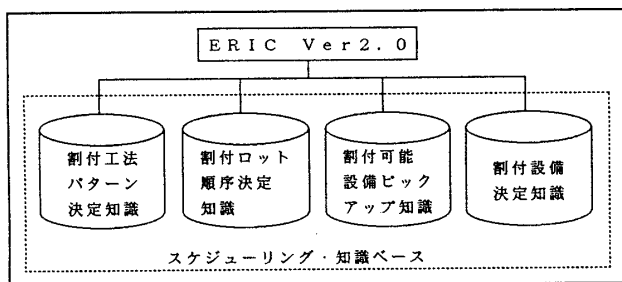 ERIC Ver2.0
割付工法
パターン
決定知識
割付ロット
順序決定
知識
割付可能
設備ピック
アップ知識
割付設備
決定知識
スケジューリング・知識ベース